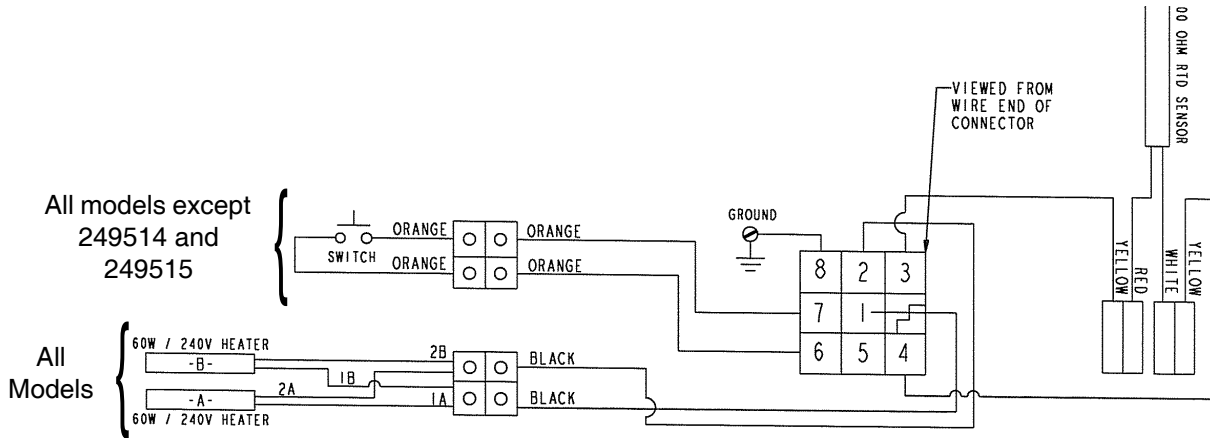 OO OHM RTD SENSOR
VIEWED FROM
WIRE END OF
CONNECTOR
All models except
249514 and
249515
SWITCH
ORANGE
ORANGE
ORANGE
ORANGE
GROUND
8 2 3
7 1
6 5 4
YELLOW
RED
WHITE
YELLOW
All
Models
60W / 240V HEATER
-B-
2B
1B
2A
-A-
1A
60W / 240V HEATER
BLACK
BLACK